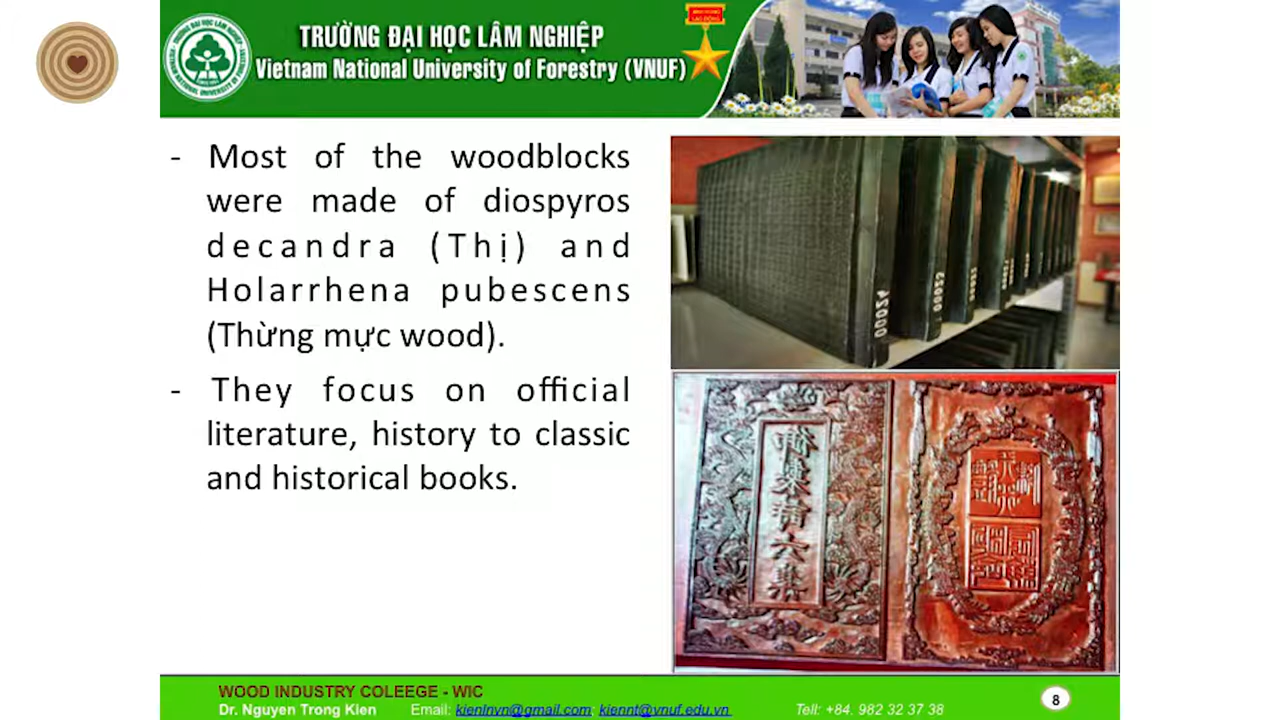 TRƯỜNG ĐẠI HỌC LÂM NGHIỆP
Vietnam National University of Forestry (VNUF)
- Most of the woodblocks
were made of diospyros
decandra (Thị) and
Holarrhena pubescens
(Thừng mực wood).
- They focus on official
literature, history to classic
and historical books.
00024
00023
WOOD INDUSTRY COLEEGE - WIC
Dr. Nguyen Trong Kien Email: kienlnvn@gmail.com; kiennt@vnuf.edu.vn Tell: +84. 982 32 37 38
8